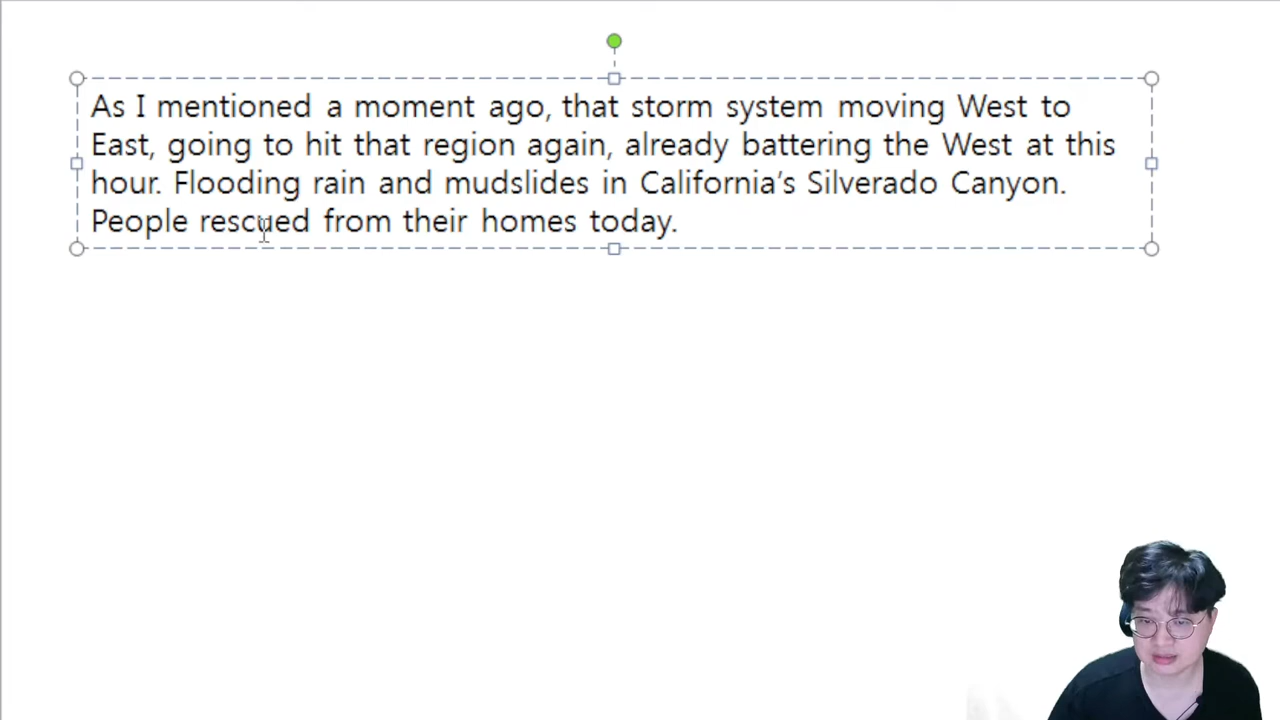 As I mentioned a moment ago, that storm system moving West to
East, going to hit that region again, already battering the West at this
hour. Flooding rain and mudslides in California’s Silverado Canyon.
People rescued from their homes today.